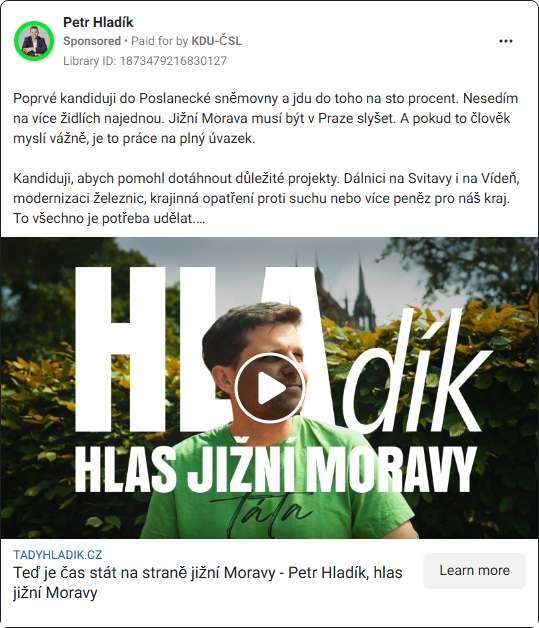 Petr Hladík
Sponsored • Paid for by KDU-ČSL
Library ID: 1873479216830127
Poprvé kandiduji do Poslanecké sněmovny a jdu do toho na sto procent. Nesedím
na více židlích najednou. Jižní Morava musí být v Praze slyšet. A pokud to člověk
myslí vážně, je to práce na plný úvazek.
Kandiduji, abych pomohl dotáhnout důležité projekty. Dálnici na Svitavy i na Vídeň,
modernizaci železnic, krajinná opatření proti suchu nebo více peněz pro náš kraj.
To všechno je potřeba udělat....
HLAdík
HLAS JIŽNÍ MORAVY
táta
TADYHLADIK.CZ
Teď je čas stát na straně jižní Moravy - Petr Hladík, hlas
jižní Moravy
Learn more